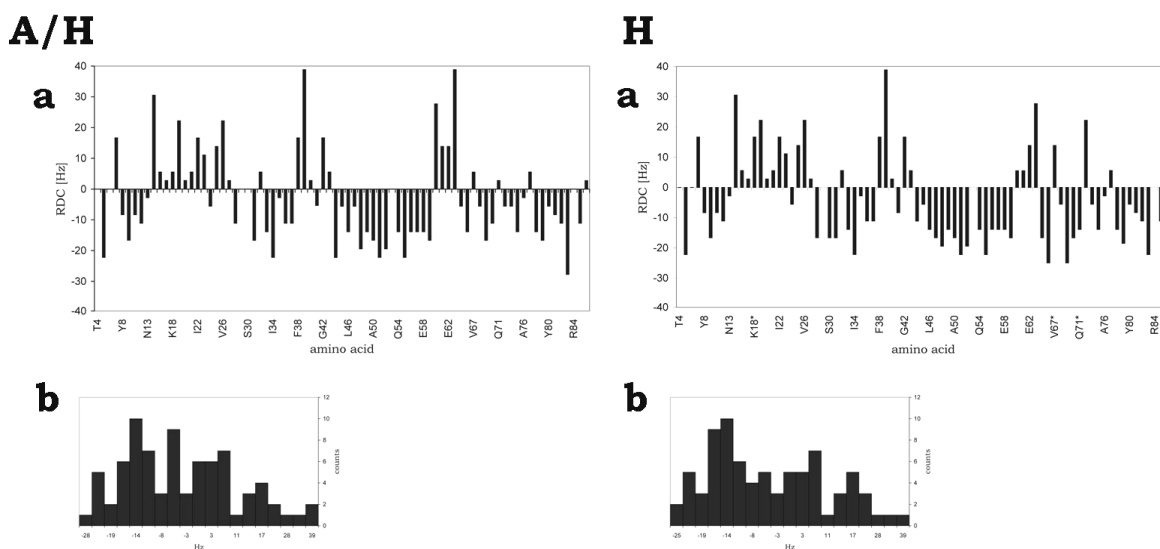 A/H
H
a
40
30
20
10
0
-10
-20
-30
-40
RDC [Hz]
T4 Y8 N13 K18 I22 V26 S30 I34 F38 G42 L46 A50 Q54 E58 E62 V67 Q71 A76 Y80 R84
amino acid
a
40
30
20
10
0
-10
-20
-30
-40
RDC [Hz]
T4 Y8 N13 K18* I22 V26 S30 I34 F38 G42 L46 A50 Q54 E58 E62 V67* Q71* A76 Y80 R84
amino acid
b
12
10
8
6
4
2
0
counts
-28 -19 -14 -8 -3 3 11 17 28 39
Hz
b
12
10
8
6
4
2
0
counts
-25 -19 -14 -8 -3 3 11 17 28 39
Hz